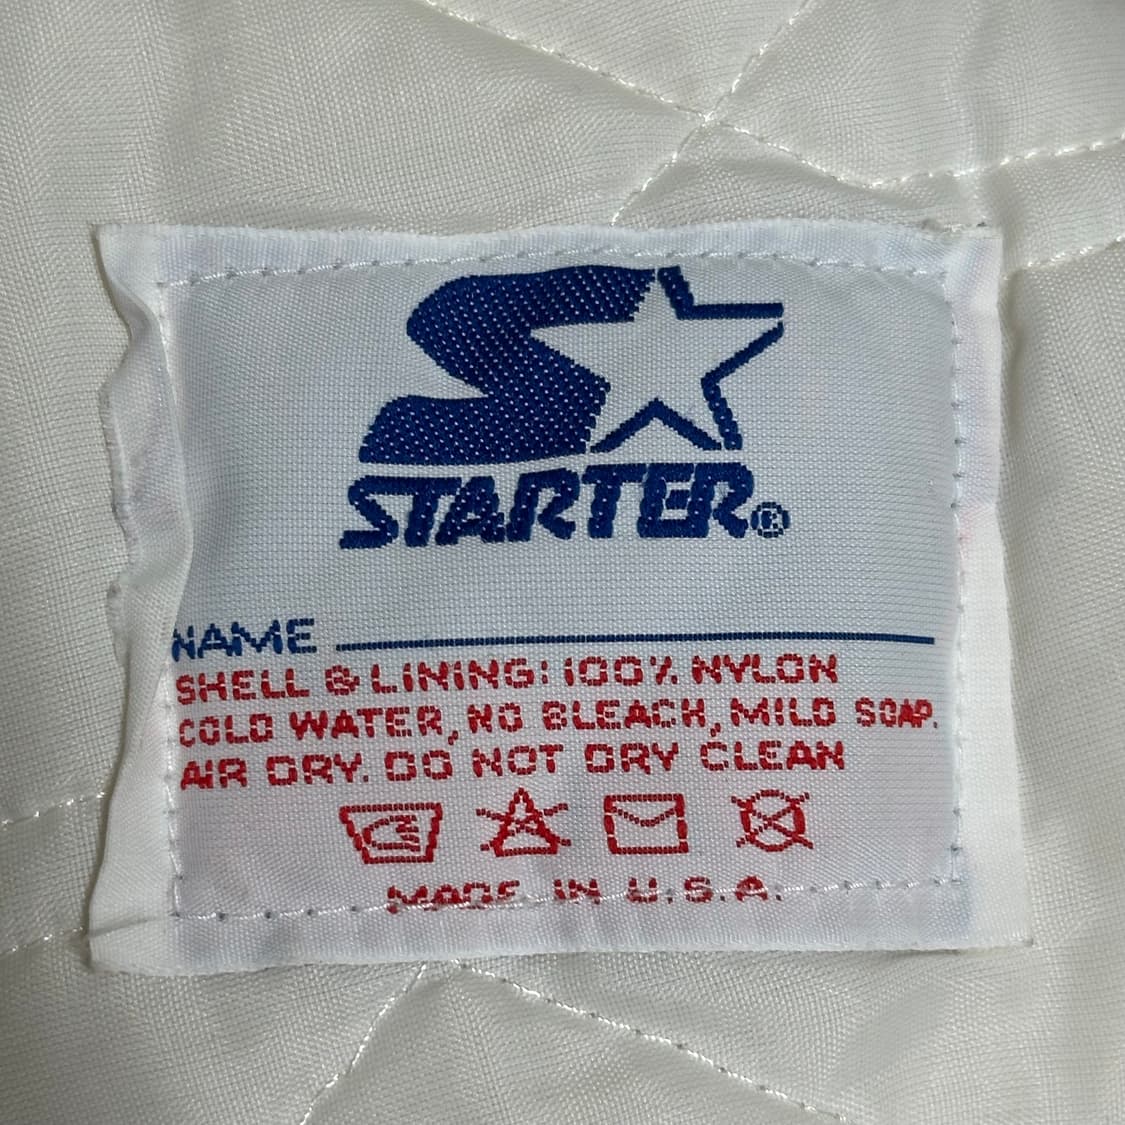 STARTER®
NAME
SHELL & LINING: 100% NYLON
COLD WATER, NO BLEACH, MILD SOAP.
AIR DRY. DO NOT DRY CLEAN
MADE IN U.S.A.